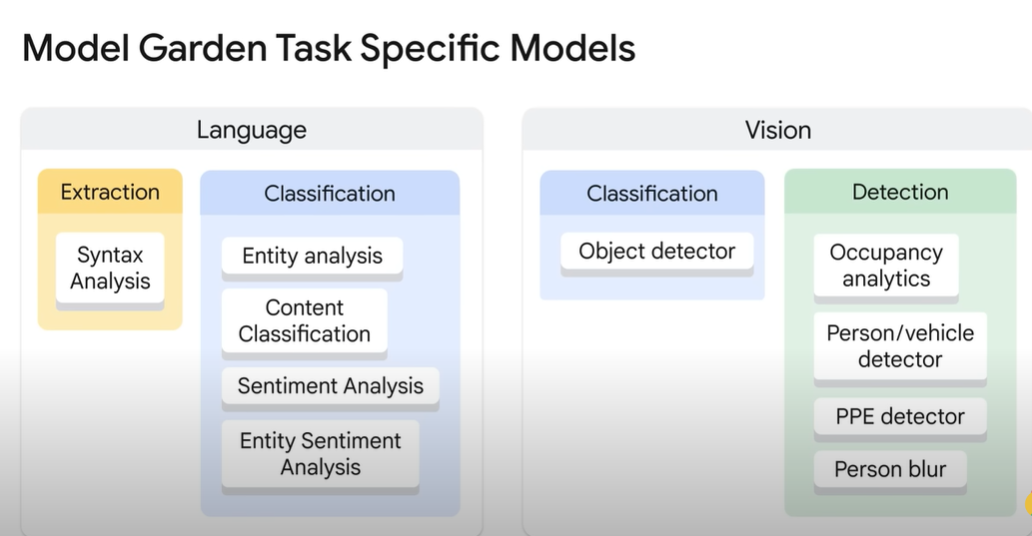 Model Garden Task Specific Models
Language
Extraction
Syntax
Analysis
Classification
Entity analysis
Content
Classification
Sentiment Analysis
Entity Sentiment
Analysis
Vision
Classification
Object detector
Detection
Occupancy
analytics
Person/vehicle
detector
PPE detector
Person blur